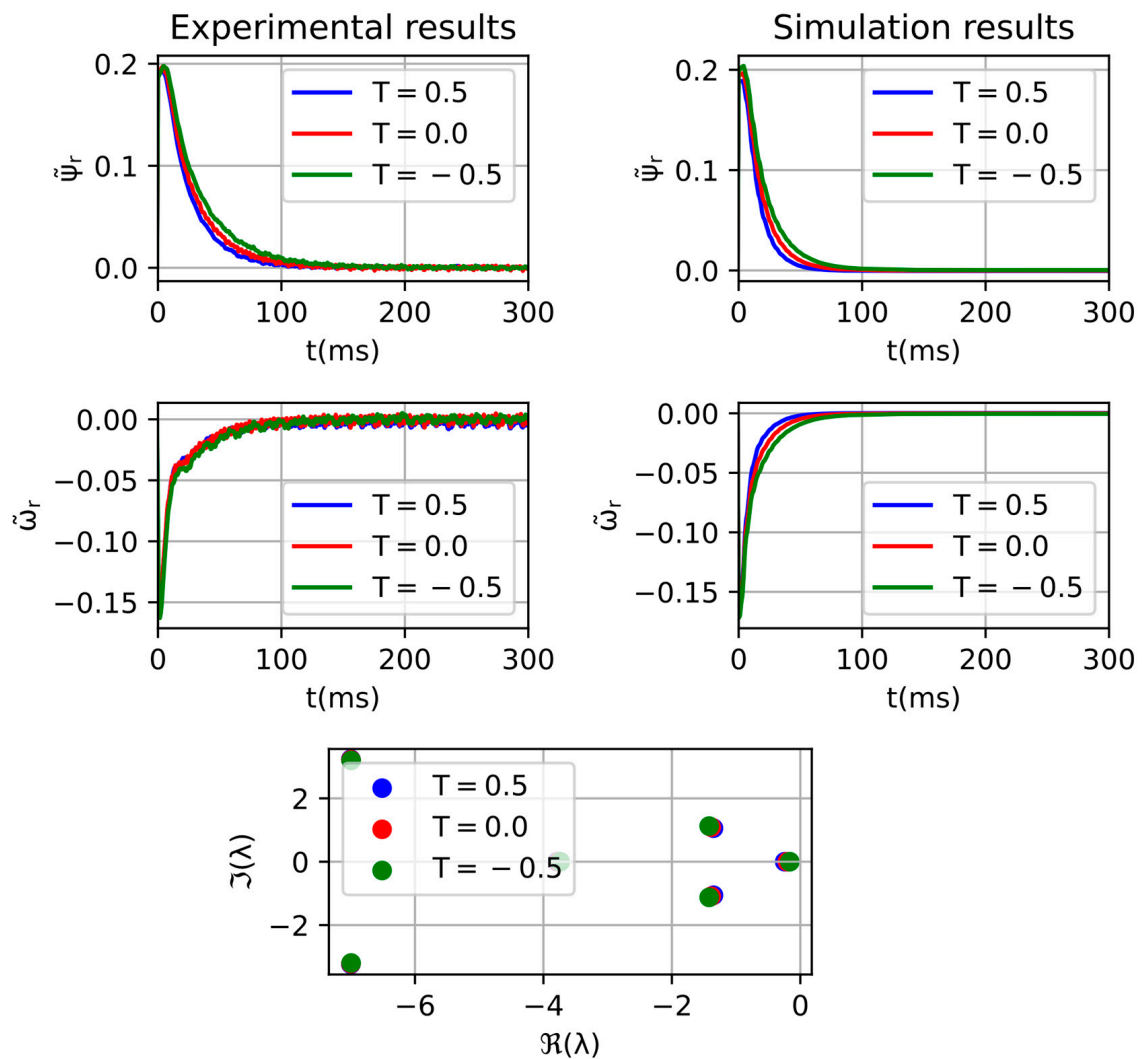 Experimental results
Simulation results
0.2
0.1
0.0
ψ̃r
T = 0.5
T = 0.0
T = −0.5
0 100 200 300
t(ms)
0.2
0.1
0.0
ψ̃r
T = 0.5
T = 0.0
T = −0.5
0 100 200 300
t(ms)
0.00
−0.05
−0.10
−0.15
ω̃r
T = 0.5
T = 0.0
T = −0.5
0 100 200 300
t(ms)
0.00
−0.05
−0.10
−0.15
ω̃r
T = 0.5
T = 0.0
T = −0.5
0 100 200 300
t(ms)
2
0
−2
ℑ(λ)
T = 0.5
T = 0.0
T = −0.5
−6 −4 −2 0
ℜ(λ)